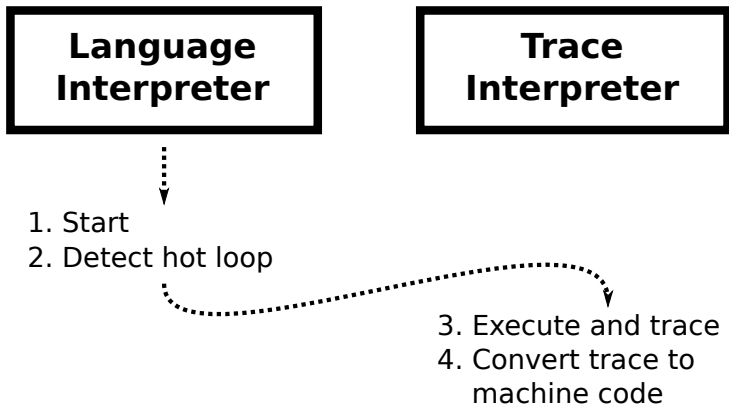 Language
Interpreter
Trace
Interpreter
1. Start
2. Detect hot loop
3. Execute and trace
4. Convert trace to
machine code